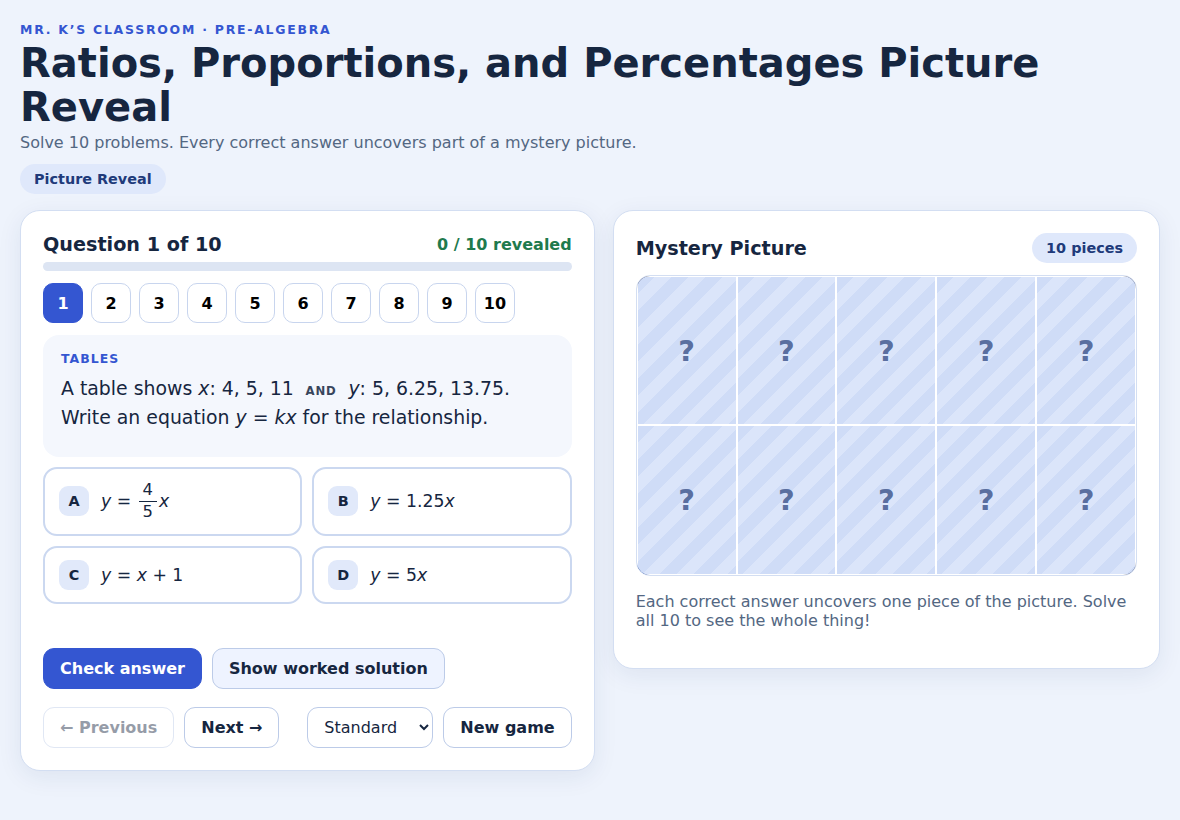 MR. K’S CLASSROOM · PRE-ALGEBRA
Ratios, Proportions, and Percentages Picture
Reveal
Solve 10 problems. Every correct answer uncovers part of a mystery picture.
Picture Reveal
Question 1 of 10
0 / 10 revealed
1 2 3 4 5 6 7 8 9 10
TABLES
A table shows x: 4, 5, 11 AND y: 5, 6.25, 13.75.
Write an equation y = kx for the relationship.
A y = 4/5 x
B y = 1.25x
C y = x + 1
D y = 5x
Check answer
Show worked solution
← Previous
Next →
Standard
New game
Mystery Picture
10 pieces
? ? ? ? ?
? ? ? ? ?
Each correct answer uncovers one piece of the picture. Solve
all 10 to see the whole thing!